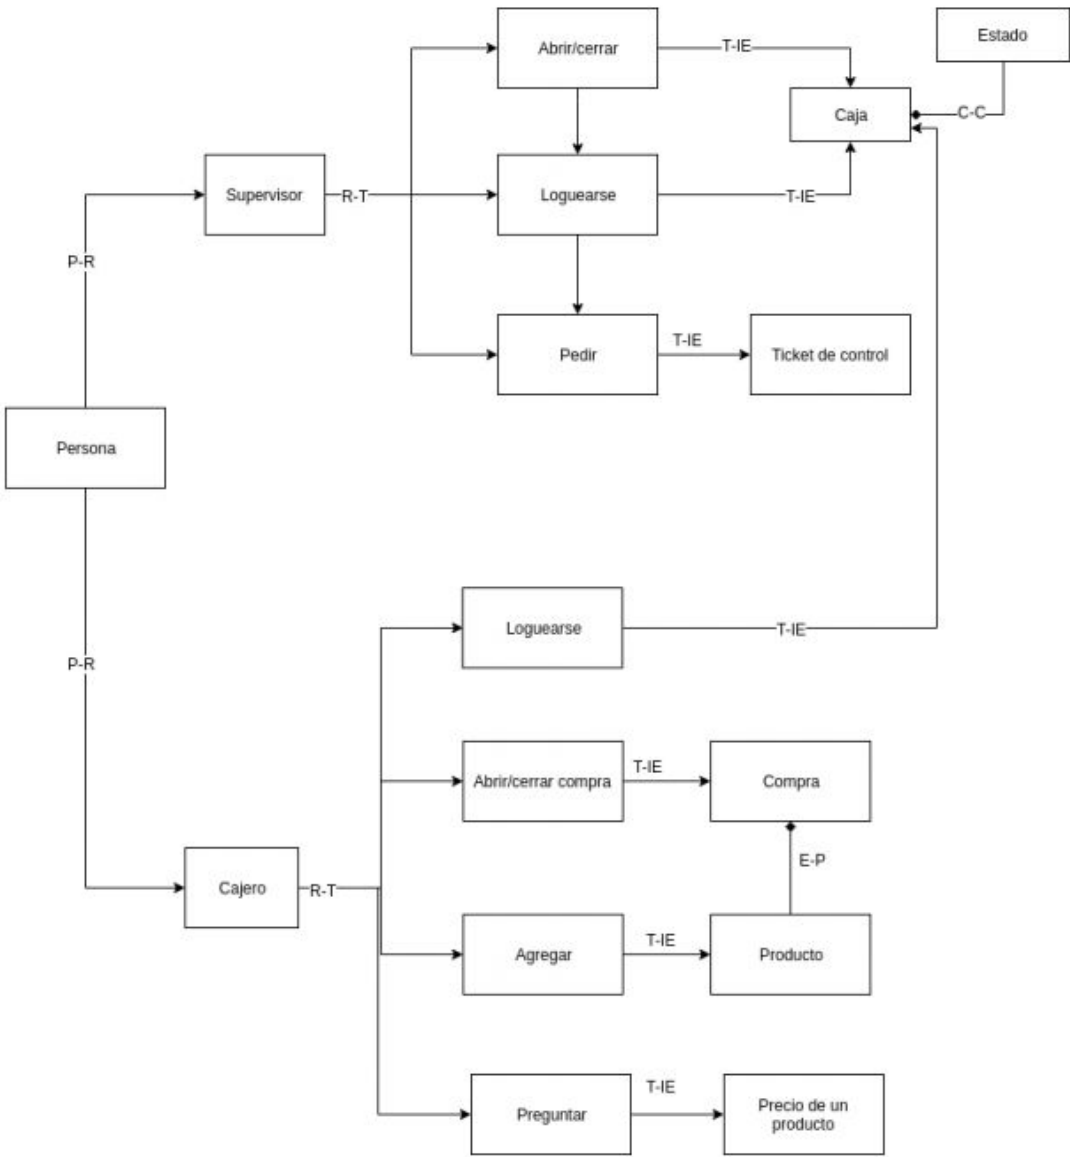 Abrir/cerrar
T-IE
Estado
Caja
C-C
Supervisor
R-T
Loguearse
T-IE
P-R
Pedir
T-IE
Ticket de control
Persona
Loguearse
T-IE
P-R
Abrir/cerrar compra
T-IE
Compra
E-P
Cajero
R-T
Agregar
T-IE
Producto
Preguntar
T-IE
Precio de un
producto